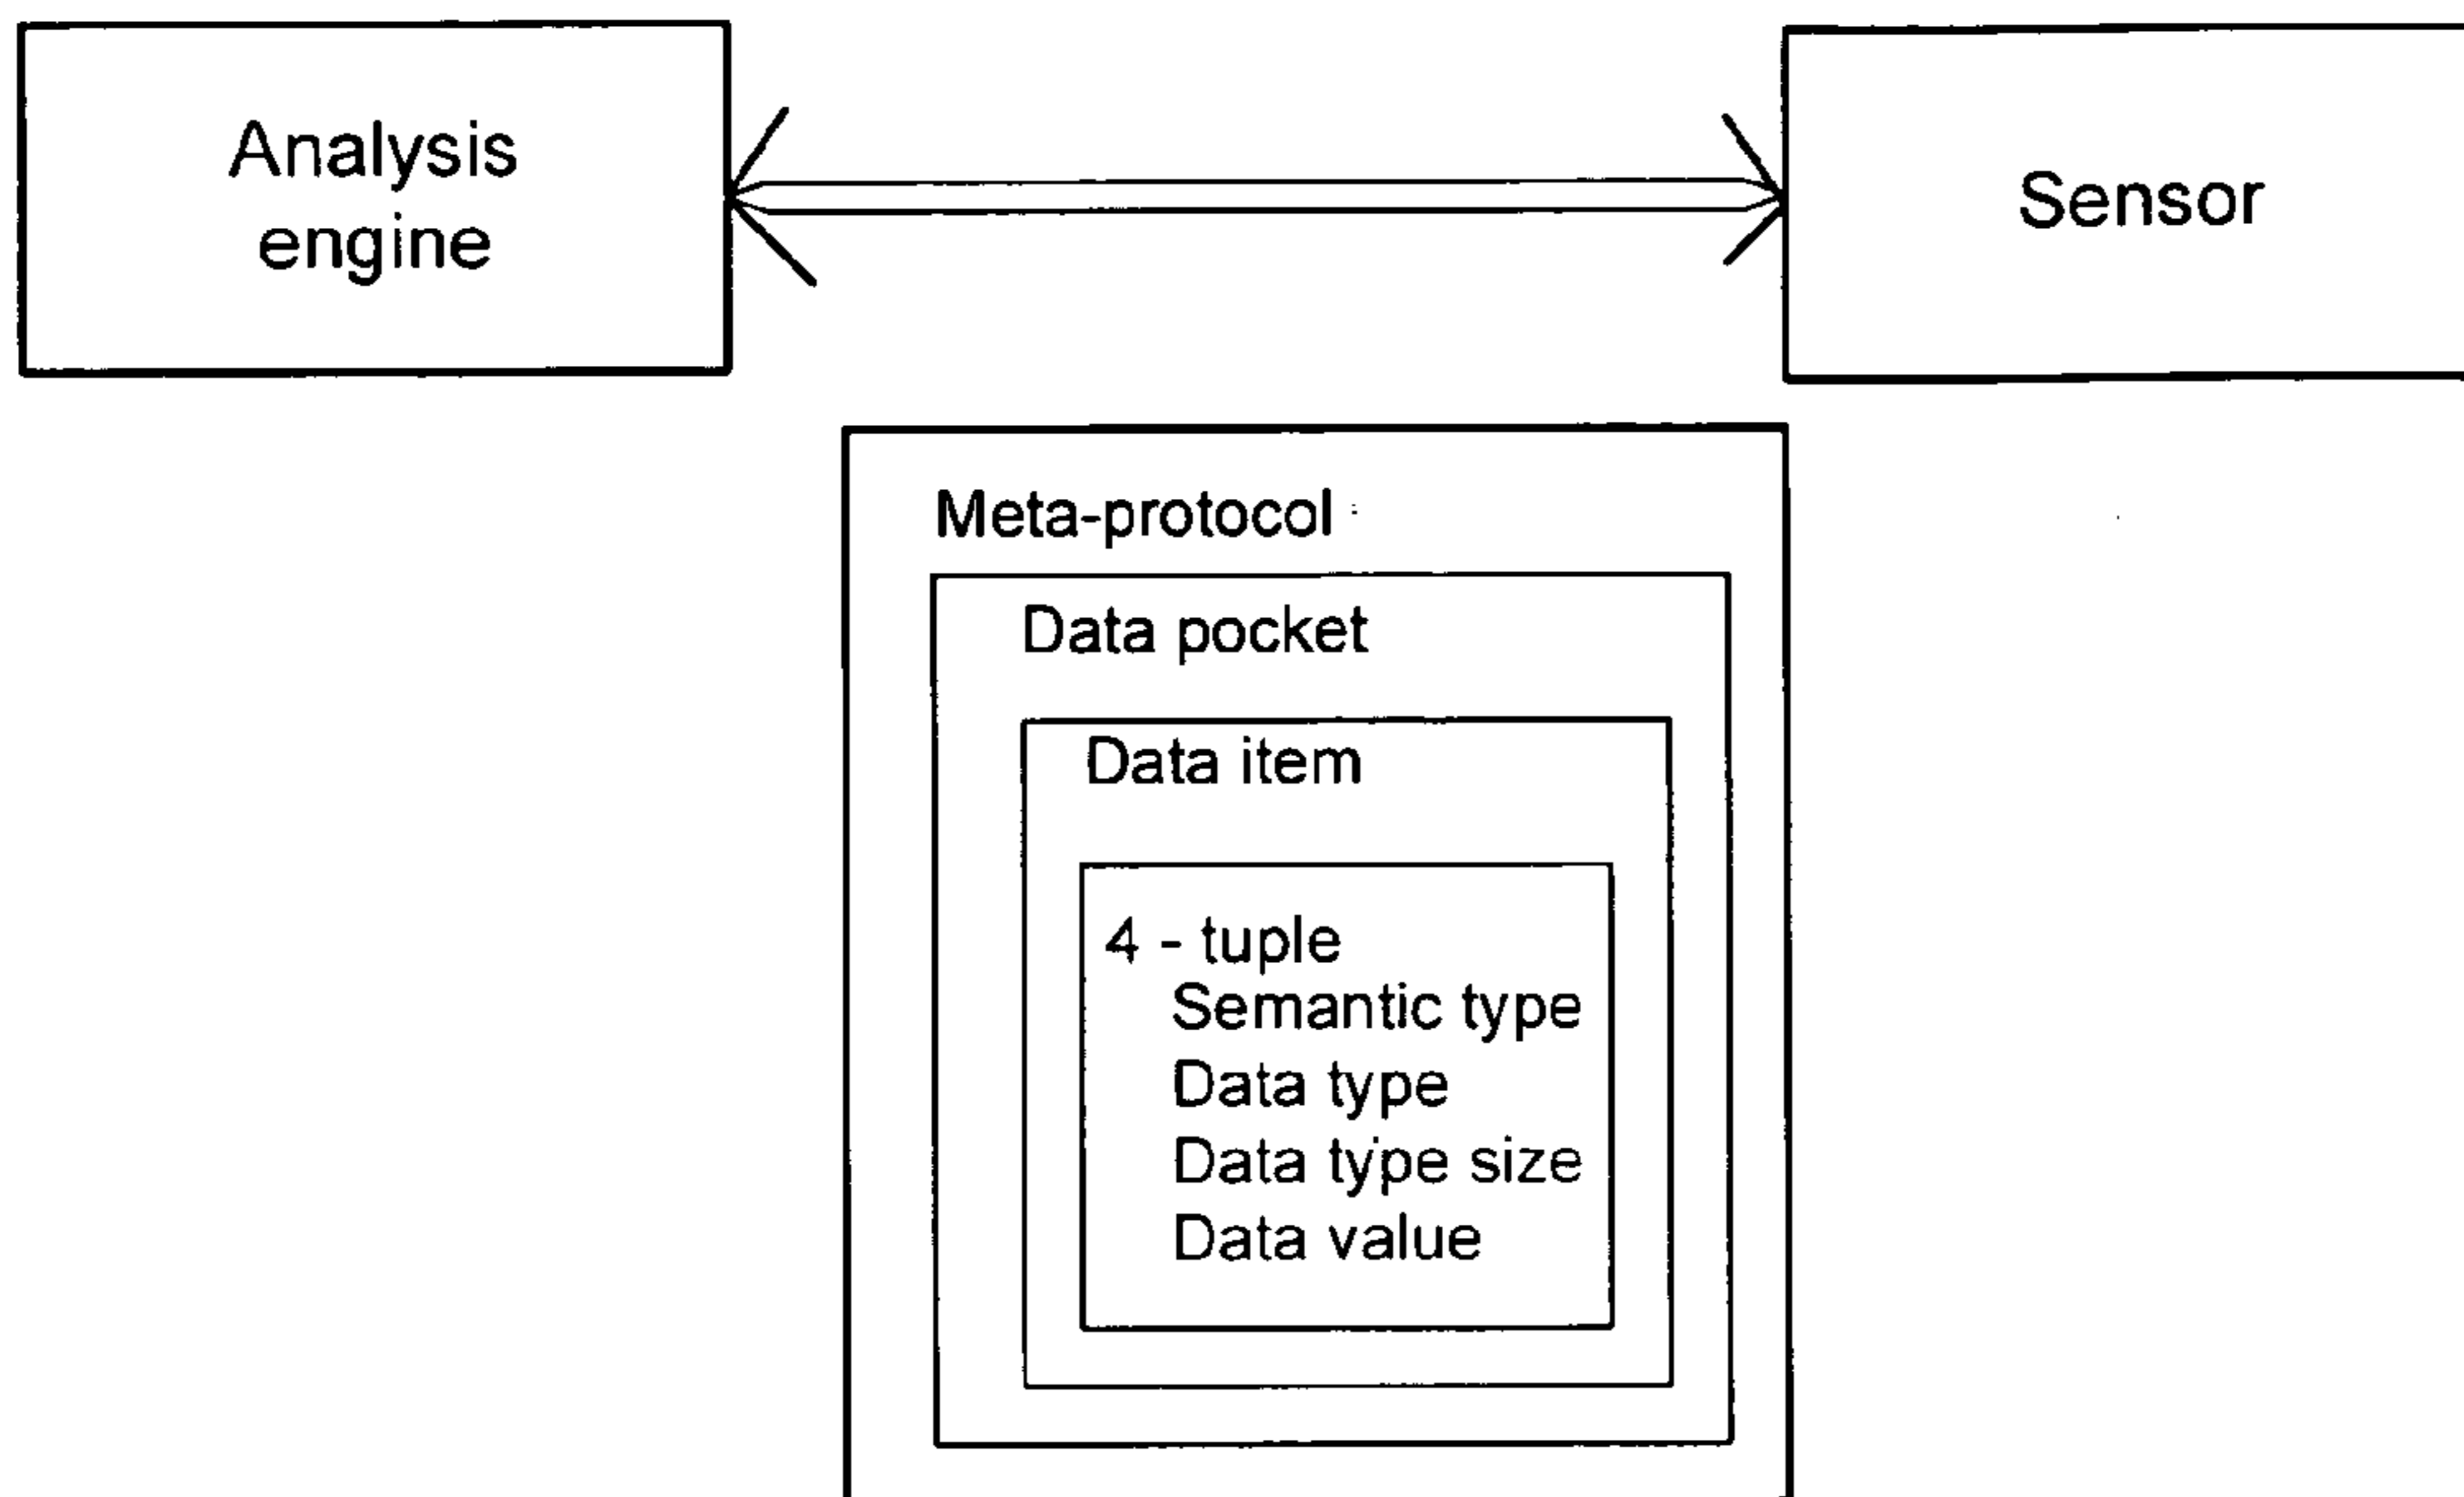 Analysis
engine
Sensor
Meta-protocol
Data pocket
Data item
4 - tuple
Semantic type
Data type
Data type size
Data value